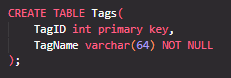 CREATE TABLE Tags(
    TagID int primary key,
    TagName varchar(64) NOT NULL
);